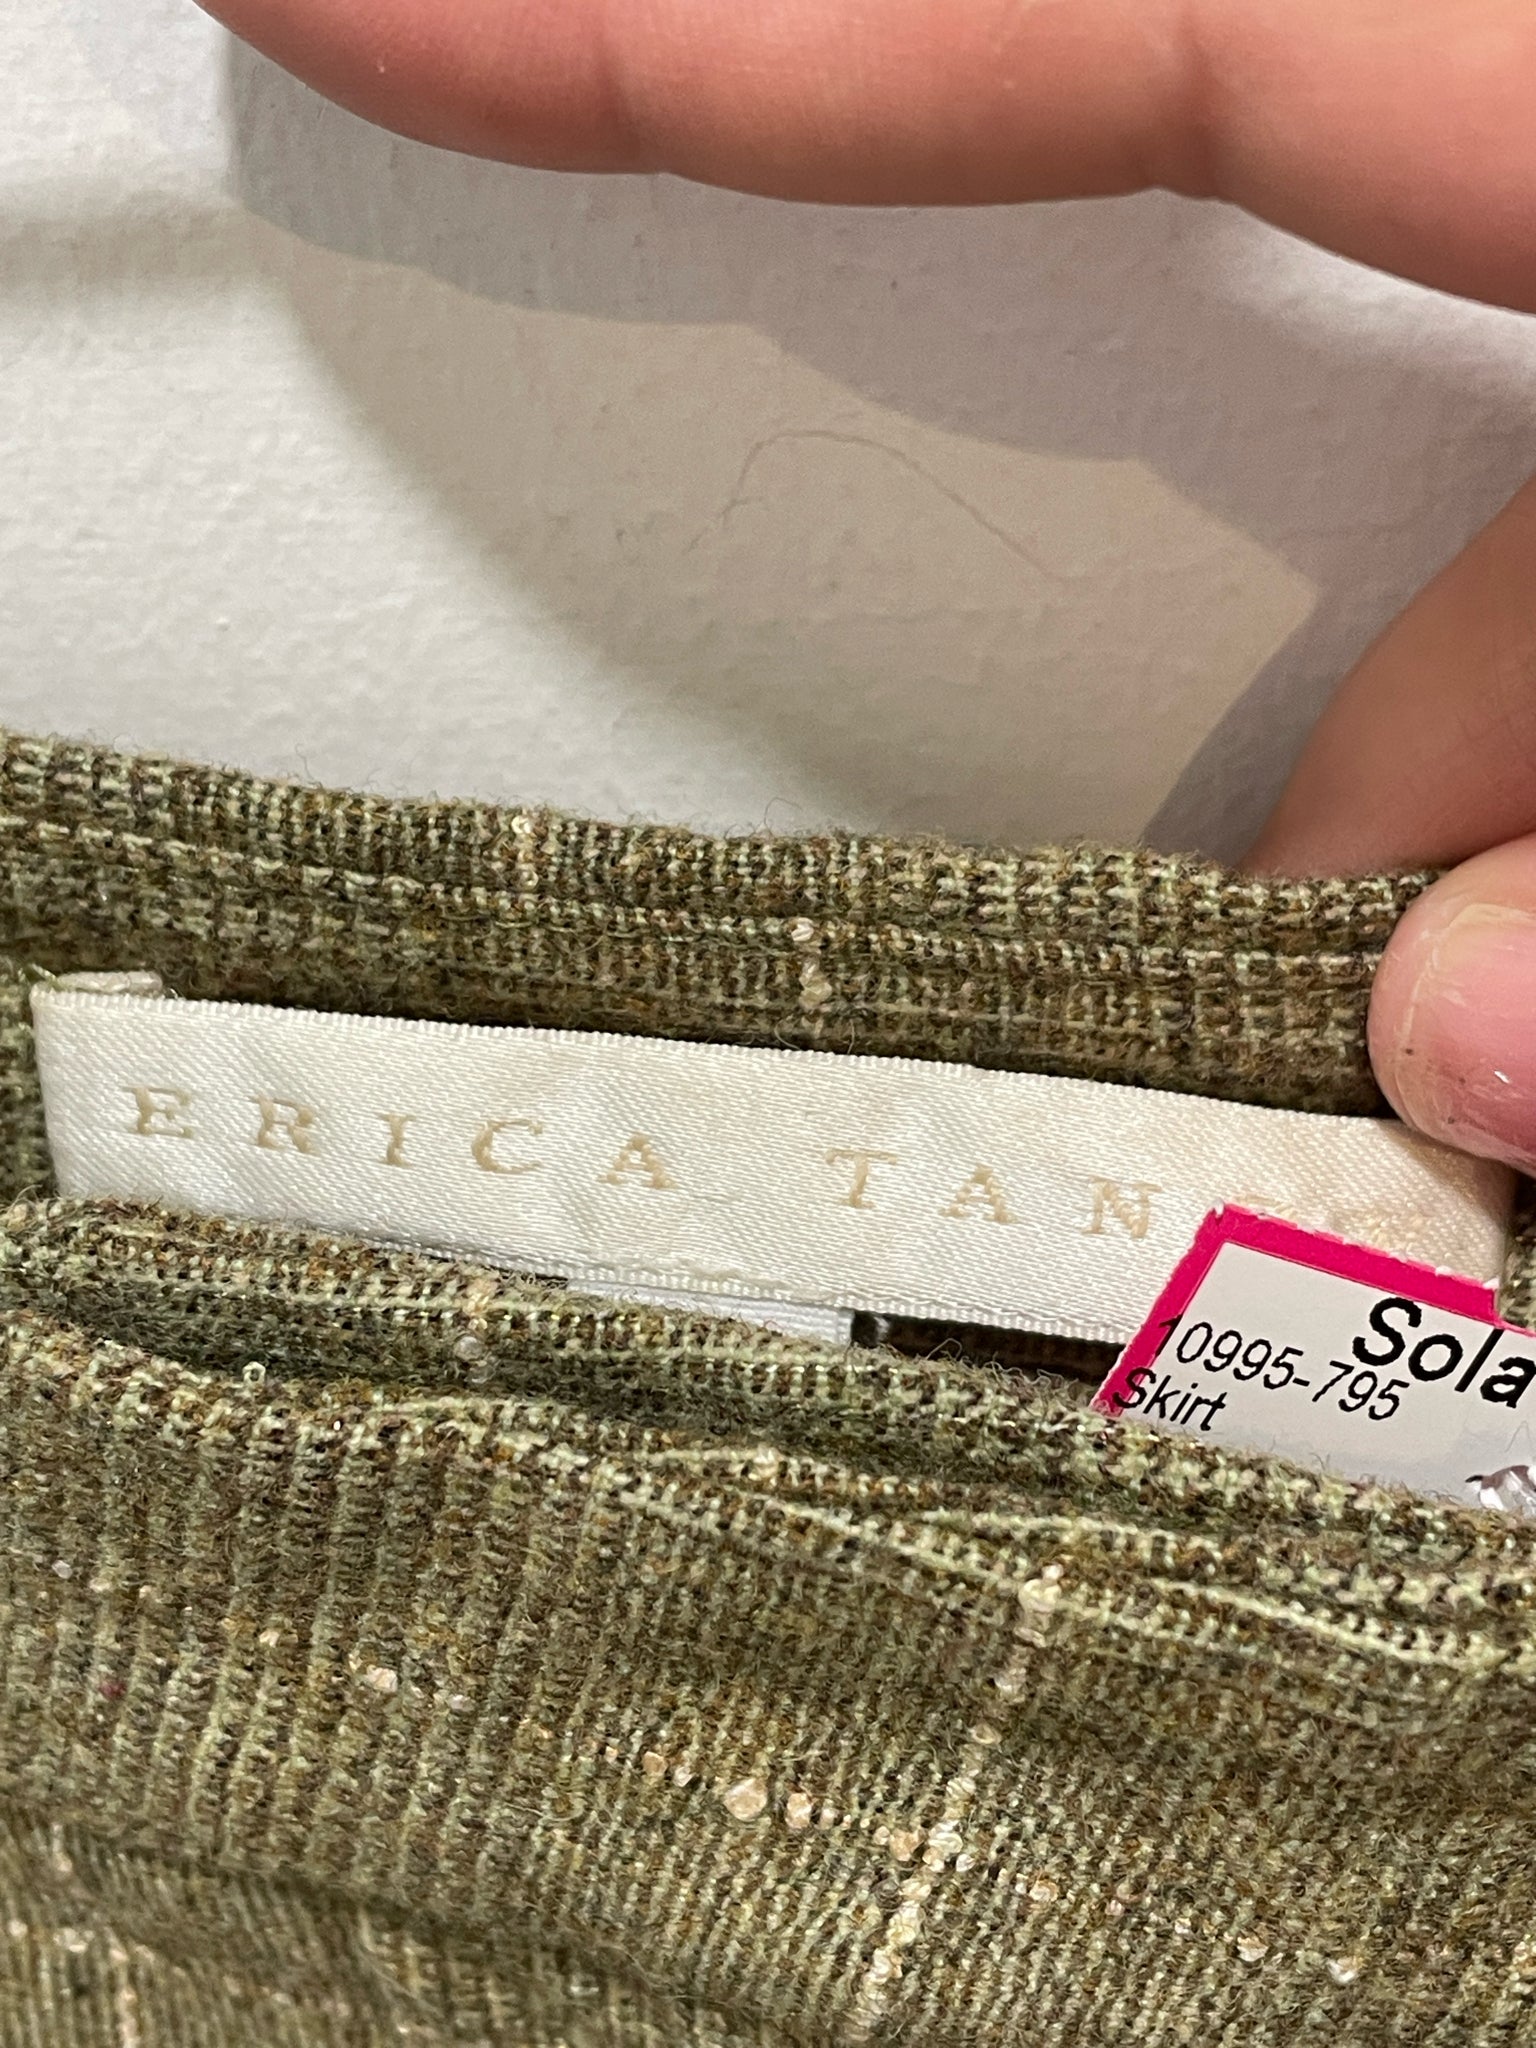 ERICA TAN
Sola
10995-795
Skirt